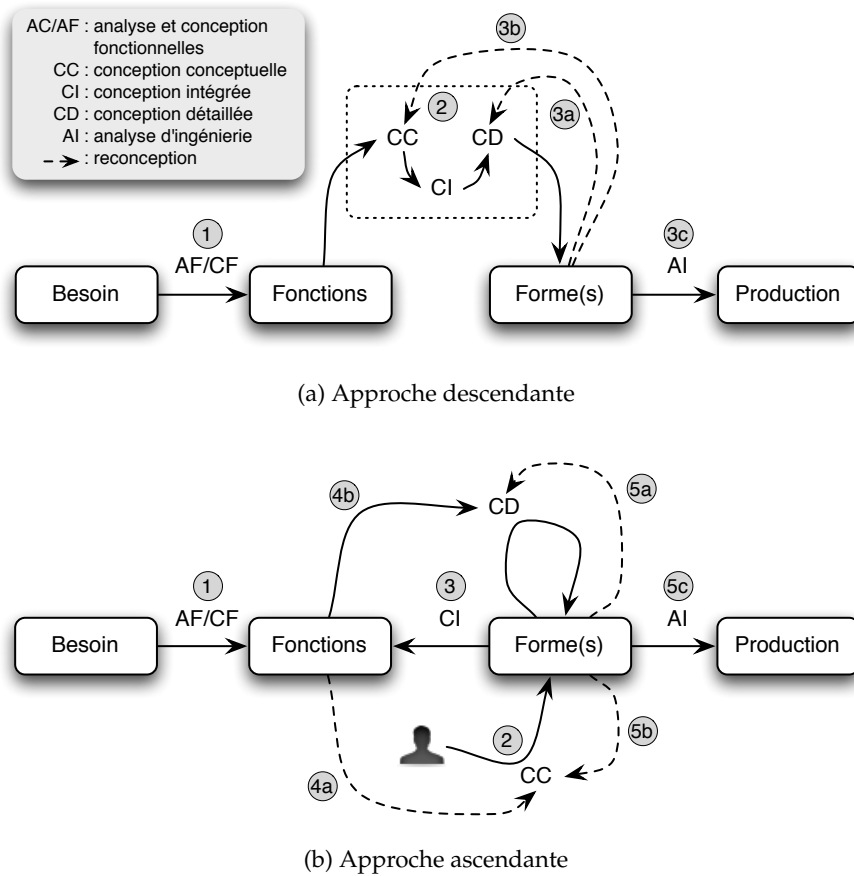 AC/AF : analyse et conception
fonctionnelles
CC : conception conceptuelle
CI : conception intégrée
CD : conception détaillée
AI : analyse d'ingénierie
: reconception
3b
2
3a
CC
CD
CI
1
AF/CF
3c
AI
Besoin
Fonctions
Forme(s)
Production
(a) Approche descendante
4b
CD
5a
1
AF/CF
3
CI
5c
AI
Besoin
Fonctions
Forme(s)
Production
2
5b
4a
CC
(b) Approche ascendante